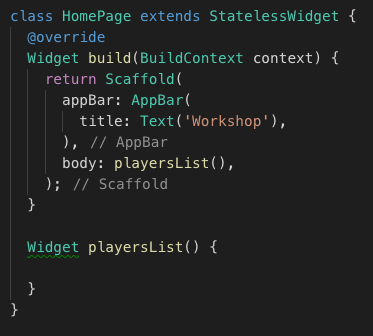 class HomePage extends StatelessWidget {
  @override
  Widget build(BuildContext context) {
    return Scaffold(
      appBar: AppBar(
        title: Text('Workshop'),
      ), // AppBar
      body: playersList(),
    ); // Scaffold
  }

  Widget playersList() {

  }
}